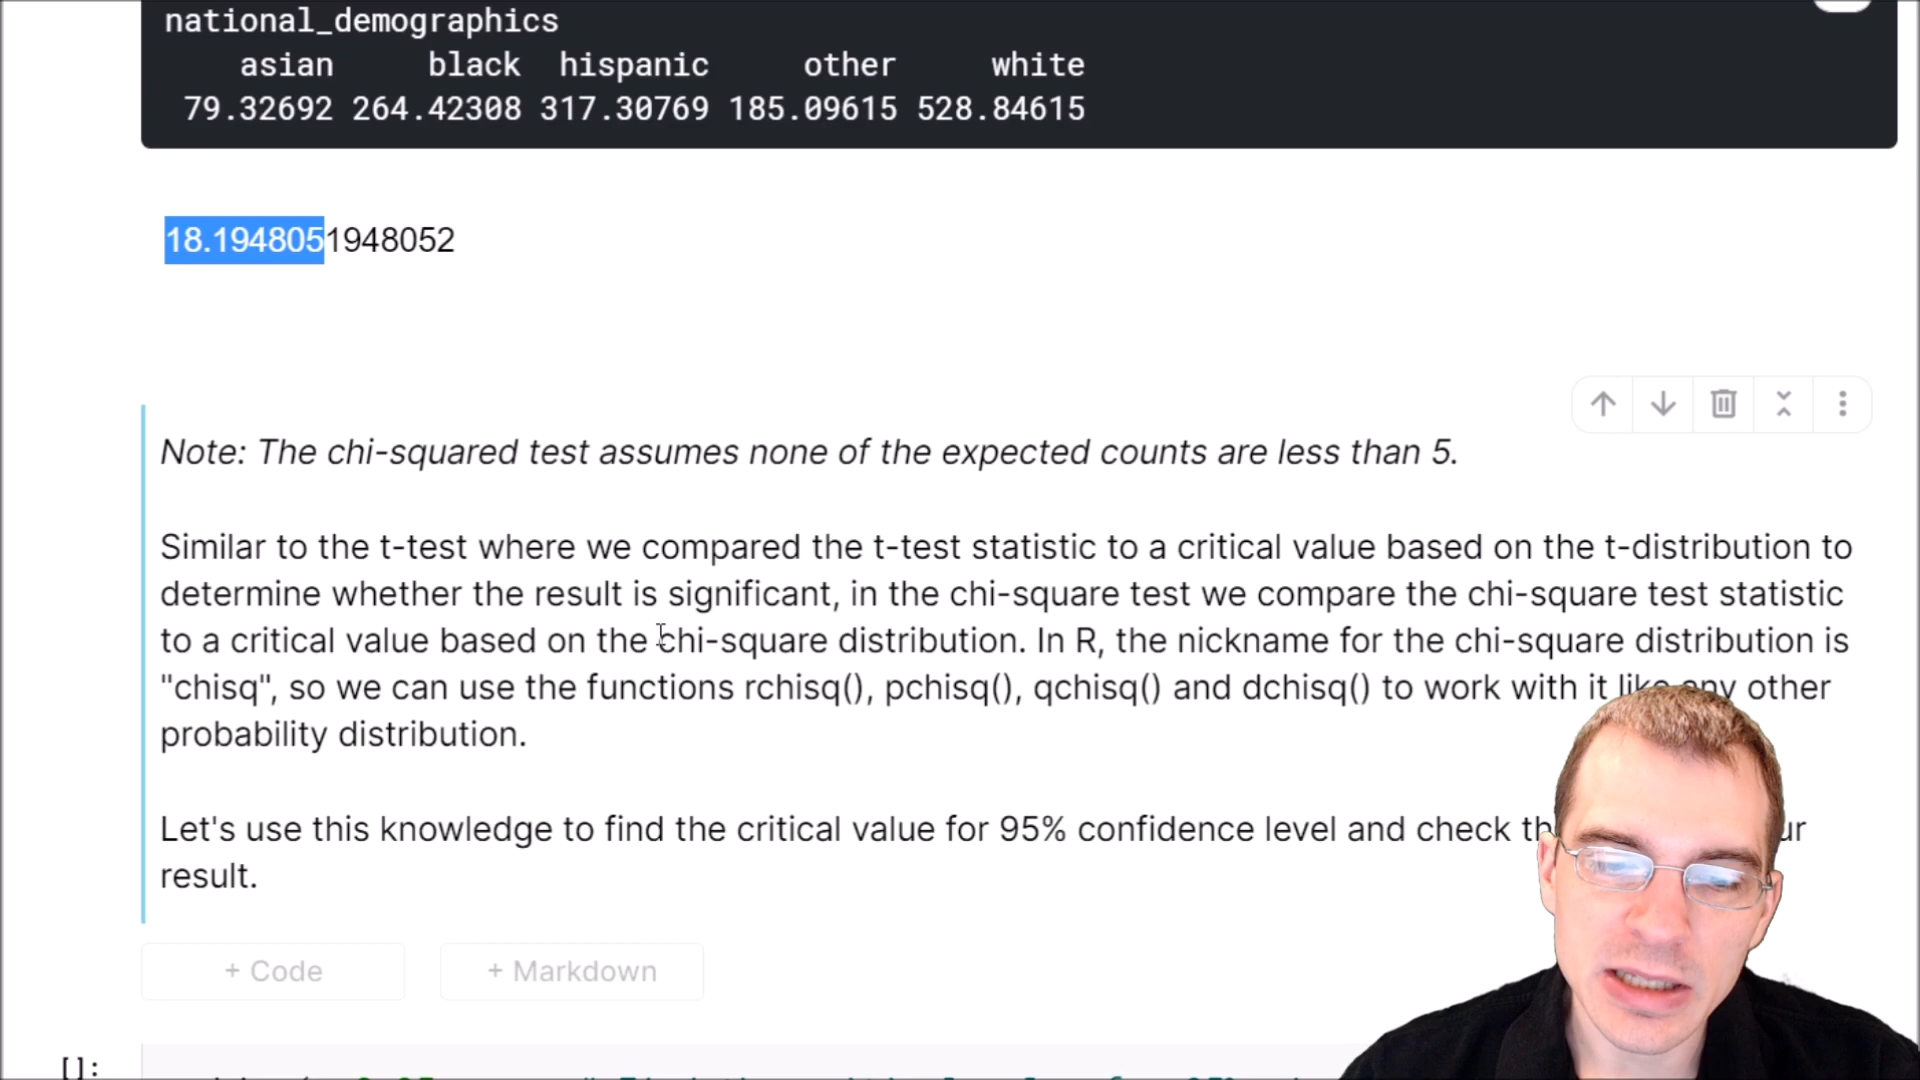 national_demographics
asian black hispanic other white
79.32692 264.42308 317.30769 185.09615 528.84615
18.1948051948052
Note: The chi-squared test assumes none of the expected counts are less than 5.
Similar to the t-test where we compared the t-test statistic to a critical value based on the t-distribution to
determine whether the result is significant, in the chi-square test we compare the chi-square test statistic
to a critical value based on the chi-square distribution. In R, the nickname for the chi-square distribution is
"chisq", so we can use the functions rchisq(), pchisq(), qchisq() and dchisq() to work with it like any other
probability distribution.
Let's use this knowledge to find the critical value for 95% confidence level and check
result.
+ Code + Markdown
[]: